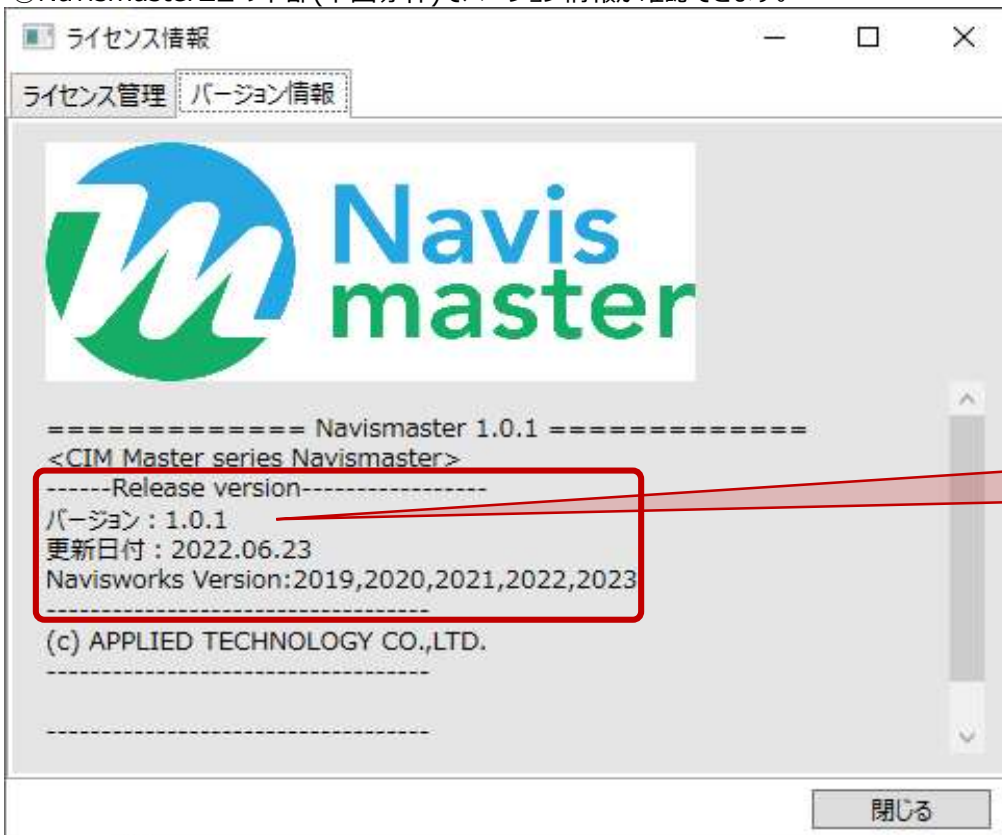 ライセンス情報
ライセンス管理 バージョン情報
Navis
master
============= Navismaster 1.0.1 =============
<CIM Master series Navismaster>
------Release version-----------------
バージョン：1.0.1
更新日付：2022.06.23
Navisworks Version:2019,2020,2021,2022,2023
-----------------------------------
(c) APPLIED TECHNOLOGY CO.,LTD.
-----------------------------------
-----------------------------------
閉じる